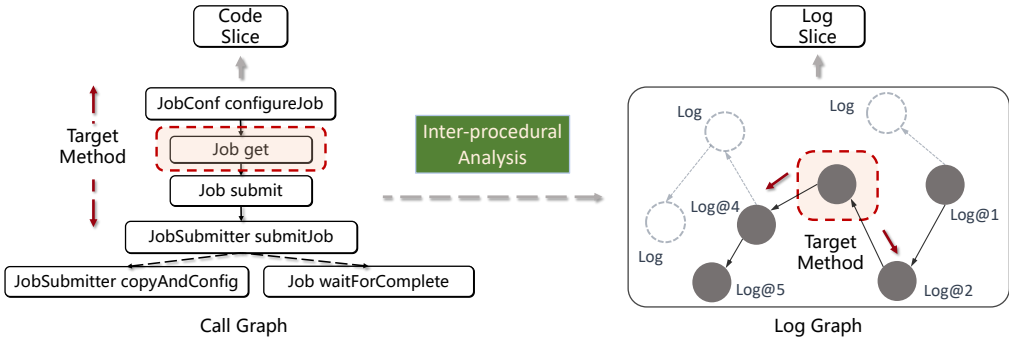 Code
Slice
JobConf configureJob
Target
Method
Job get
Job submit
JobSubmitter submitJob
JobSubmitter copyAndConfig
Job waitForComplete
Call Graph
Inter-procedural
Analysis
Log
Slice
Log
Log
Log@4
Log@1
Log
Target
Method
Log@5
Log@2
Log Graph